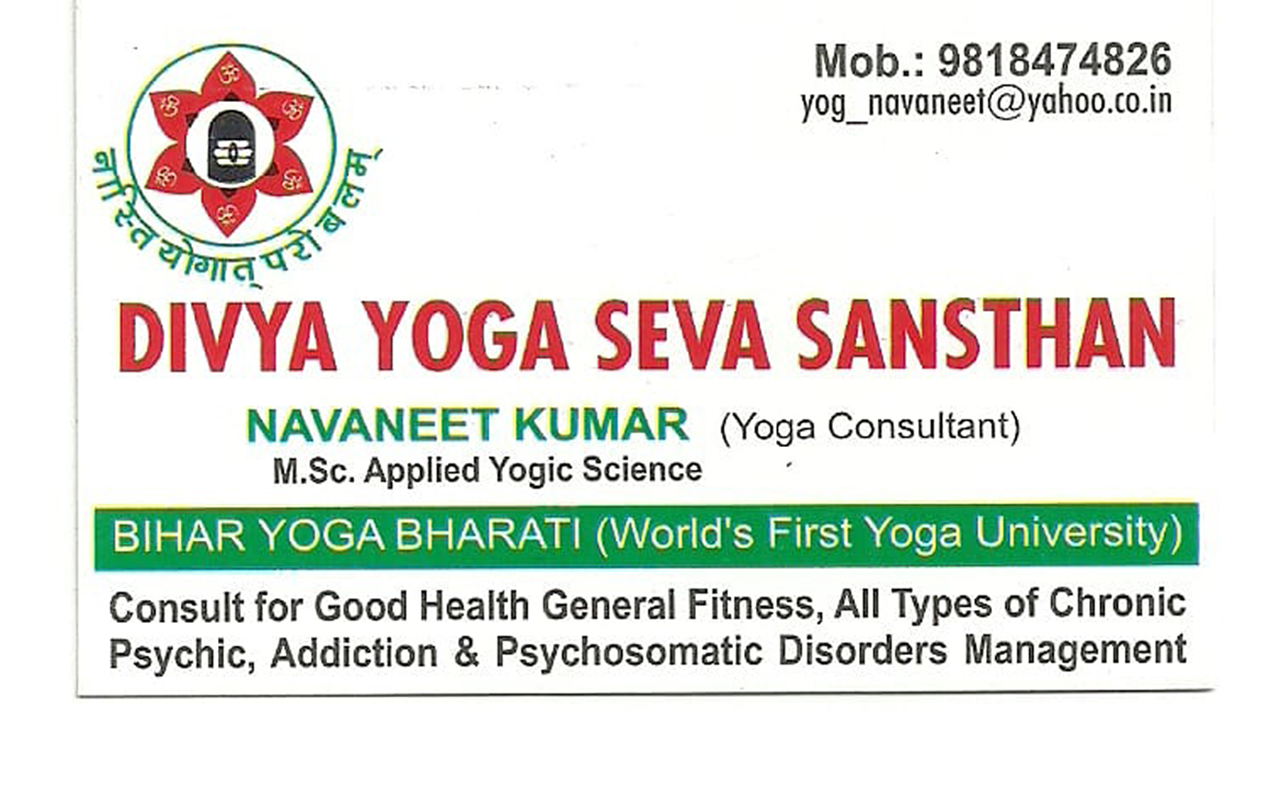 Mob.: 9818474826
yog_navaneet@yahoo.co.in
नास्ति योगात् परो बलम्
DIVYA YOGA SEVA SANSTHAN
NAVANEET KUMAR (Yoga Consultant)
M.Sc. Applied Yogic Science
BIHAR YOGA BHARATI (World's First Yoga University)
Consult for Good Health General Fitness, All Types of Chronic
Psychic, Addiction & Psychosomatic Disorders Management